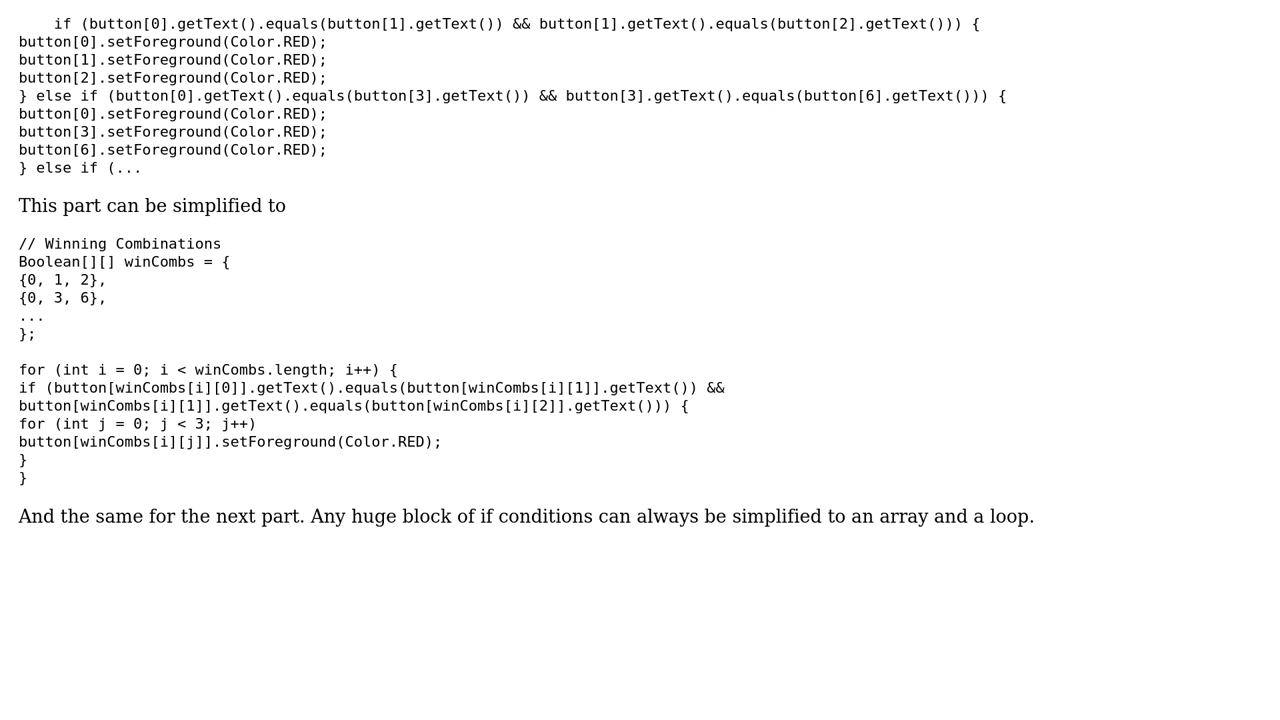 if (button[0].getText().equals(button[1].getText()) && button[1].getText().equals(button[2].getText())) {
button[0].setForeground(Color.RED);
button[1].setForeground(Color.RED);
button[2].setForeground(Color.RED);
} else if (button[0].getText().equals(button[3].getText()) && button[3].getText().equals(button[6].getText())) {
button[0].setForeground(Color.RED);
button[3].setForeground(Color.RED);
button[6].setForeground(Color.RED);
} else if (...
This part can be simplified to
// Winning Combinations
Boolean[][] winCombs = {
{0, 1, 2},
{0, 3, 6},
...
};
for (int i = 0; i < winCombs.length; i++) {
if (button[winCombs[i][0]].getText().equals(button[winCombs[i][1]].getText()) &&
button[winCombs[i][1]].getText().equals(button[winCombs[i][2]].getText())) {
for (int j = 0; j < 3; j++)
button[winCombs[i][j]].setForeground(Color.RED);
}
}
And the same for the next part. Any huge block of if conditions can always be simplified to an array and a loop.